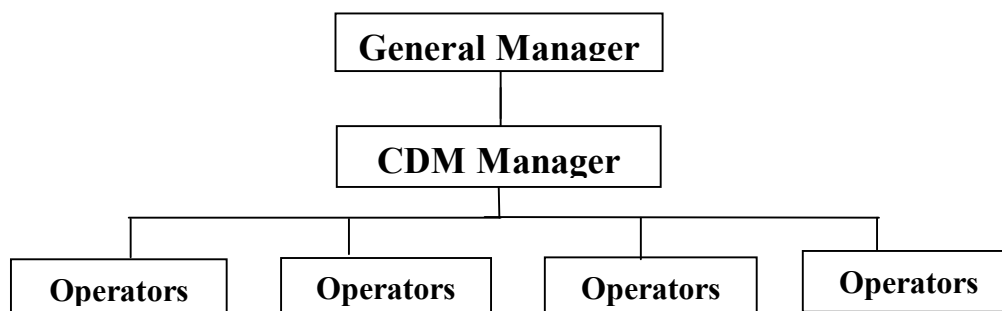 General Manager
CDM Manager
Operators
Operators
Operators
Operators